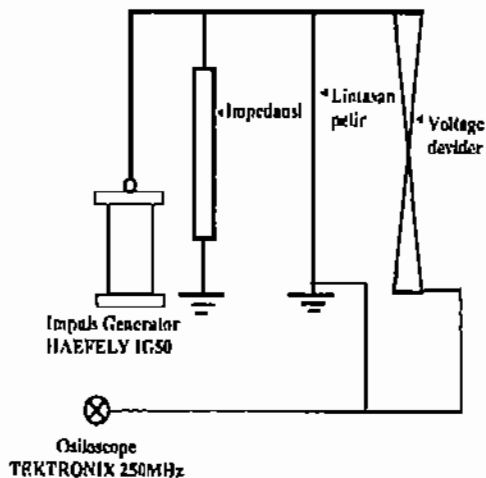 Impedansi
Lintasan
petir
Voltage
devider
Impuls Generator
HAEFELY IG50
Osiloscope
TEKTRONIX 250MHz